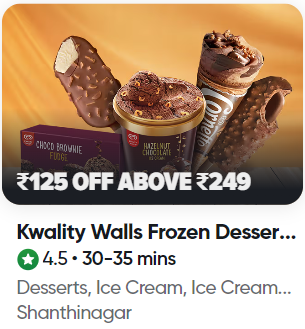 CHOCO BROWNIE
FUDGE
HAZELNUT
CHOCOLATE
₹125 OFF ABOVE ₹249
Kwality Walls Frozen Desser...
4.5 • 30-35 mins
Desserts, Ice Cream, Ice Cream...
Shanthinagar